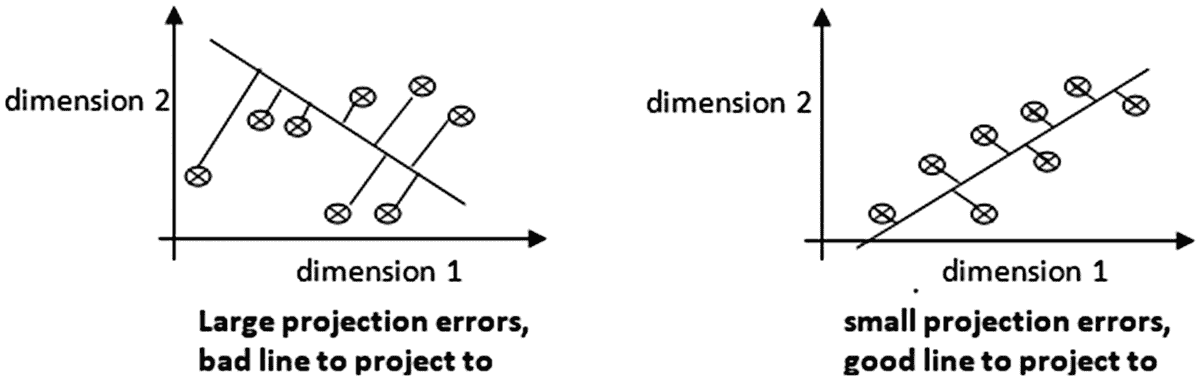 dimension 2
dimension 1
Large projection errors,
bad line to project to
dimension 2
dimension 1
small projection errors,
good line to project to